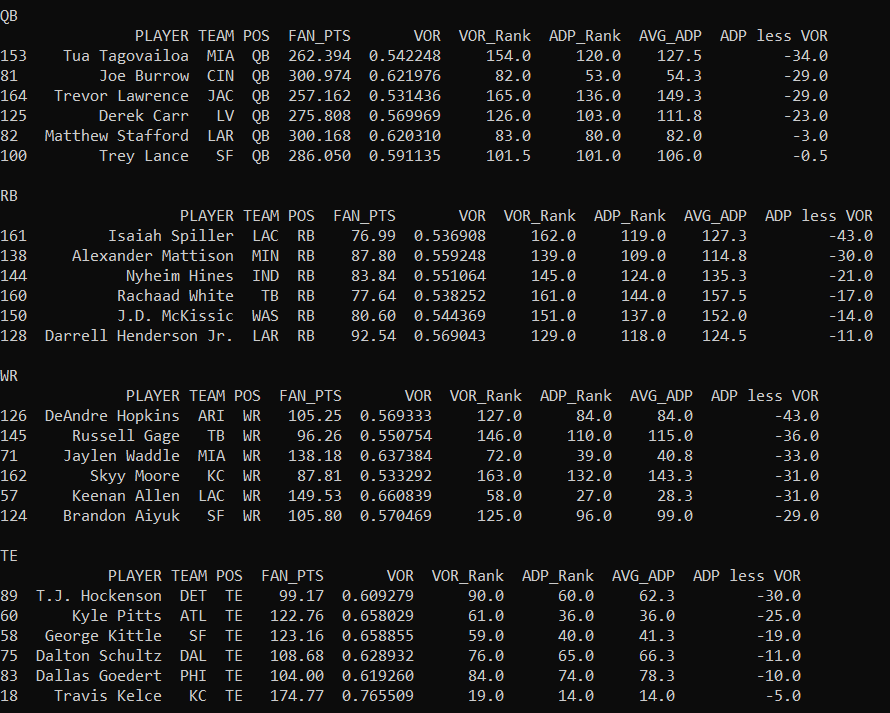 QB
PLAYER TEAM POS FAN_PTS VOR VOR_Rank ADP_Rank AVG_ADP ADP less VOR
153 Tua Tagovailoa MIA QB 262.394 0.542248 154.0 120.0 127.5 -34.0
81 Joe Burrow CIN QB 300.974 0.621976 82.0 53.0 54.3 -29.0
164 Trevor Lawrence JAC QB 257.162 0.531436 165.0 136.0 149.3 -29.0
125 Derek Carr LV QB 275.808 0.569969 126.0 103.0 111.8 -23.0
82 Matthew Stafford LAR QB 300.168 0.620310 83.0 80.0 82.0 -3.0
100 Trey Lance SF QB 286.050 0.591135 101.5 101.0 106.0 -0.5
RB
PLAYER TEAM POS FAN_PTS VOR VOR_Rank ADP_Rank AVG_ADP ADP less VOR
161 Isaiah Spiller LAC RB 76.99 0.536908 162.0 119.0 127.3 -43.0
138 Alexander Mattison MIN RB 87.80 0.559248 139.0 109.0 114.8 -30.0
144 Nyheim Hines IND RB 83.84 0.551064 145.0 124.0 135.3 -21.0
160 Rachaad White TB RB 77.64 0.538252 161.0 144.0 157.5 -17.0
150 J.D. McKissic WAS RB 80.60 0.544369 151.0 137.0 152.0 -14.0
128 Darrell Henderson Jr. LAR RB 92.54 0.569043 129.0 118.0 124.5 -11.0
WR
PLAYER TEAM POS FAN_PTS VOR VOR_Rank ADP_Rank AVG_ADP ADP less VOR
126 DeAndre Hopkins ARI WR 105.25 0.569333 127.0 84.0 84.0 -43.0
145 Russell Gage TB WR 96.26 0.550754 146.0 110.0 115.0 -36.0
71 Jaylen Waddle MIA WR 138.18 0.637384 72.0 39.0 40.8 -33.0
162 Skyy Moore KC WR 87.81 0.533292 163.0 132.0 143.3 -31.0
57 Keenan Allen LAC WR 149.53 0.660839 58.0 27.0 28.3 -31.0
124 Brandon Aiyuk SF WR 105.80 0.570469 125.0 96.0 99.0 -29.0
TE
PLAYER TEAM POS FAN_PTS VOR VOR_Rank ADP_Rank AVG_ADP ADP less VOR
89 T.J. Hockenson DET TE 99.17 0.609279 90.0 60.0 62.3 -30.0
60 Kyle Pitts ATL TE 122.76 0.658029 61.0 36.0 36.0 -25.0
58 George Kittle SF TE 123.16 0.658855 59.0 40.0 41.3 -19.0
75 Dalton Schultz DAL TE 108.68 0.628932 76.0 65.0 66.3 -11.0
83 Dallas Goedert PHI TE 104.00 0.619260 84.0 74.0 78.3 -10.0
18 Travis Kelce KC TE 174.77 0.765509 19.0 14.0 14.0 -5.0